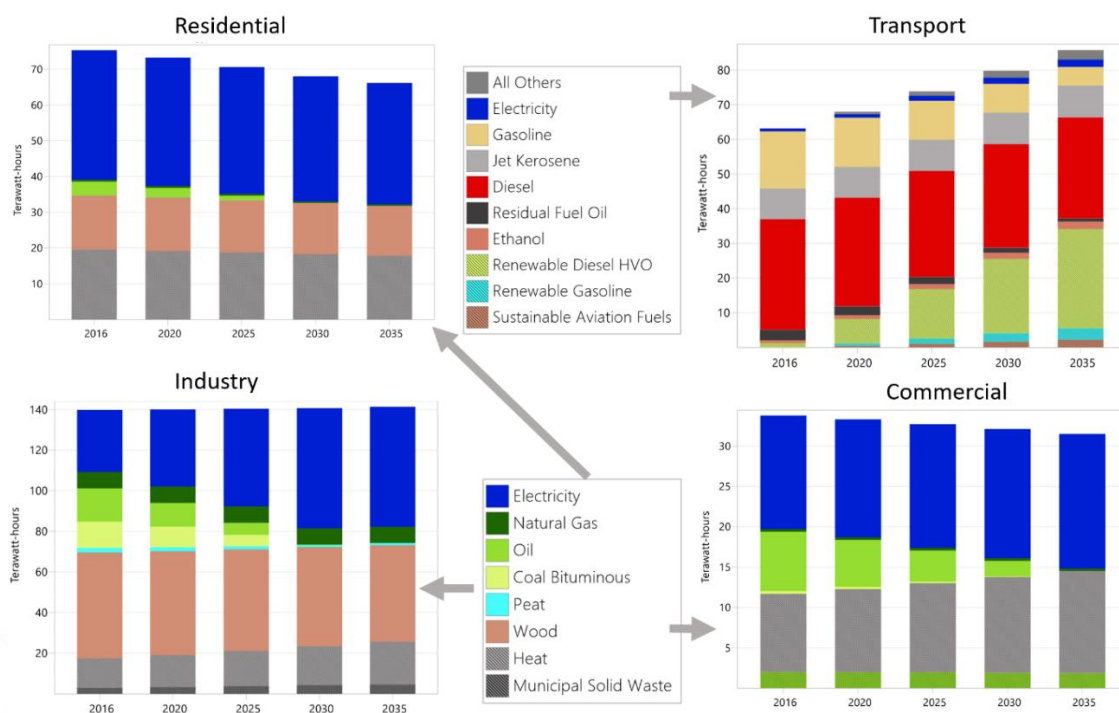 Residential
Terawatt-hours
70
60
50
40
30
20
10
2016 2020 2025 2030 2035
All Others
Electricity
Gasoline
Jet Kerosene
Diesel
Residual Fuel Oil
Ethanol
Renewable Diesel HVO
Renewable Gasoline
Sustainable Aviation Fuels
Transport
Terawatt-hours
80
70
60
50
40
30
20
10
2016 2020 2025 2030 2035
Industry
Terawatt-hours
140
120
100
80
60
40
20
2016 2020 2025 2030 2035
Electricity
Natural Gas
Oil
Coal Bituminous
Peat
Wood
Heat
Municipal Solid Waste
Commercial
Terawatt-hours
30
25
20
15
10
5
2016 2020 2025 2030 2035